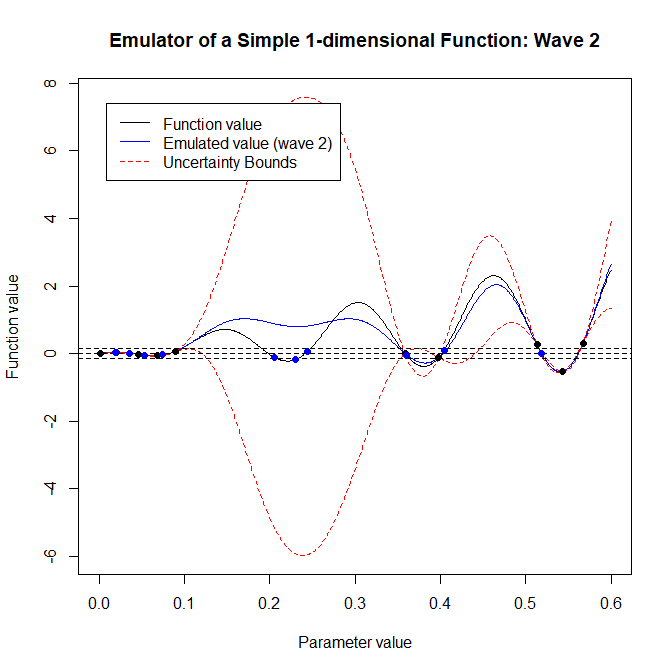 Emulator of a Simple 1-dimensional Function: Wave 2
Function value
Emulated value (wave 2)
Uncertainty Bounds
Function value
8
6
4
2
0
-2
-4
-6
0.0 0.1 0.2 0.3 0.4 0.5 0.6
Parameter value